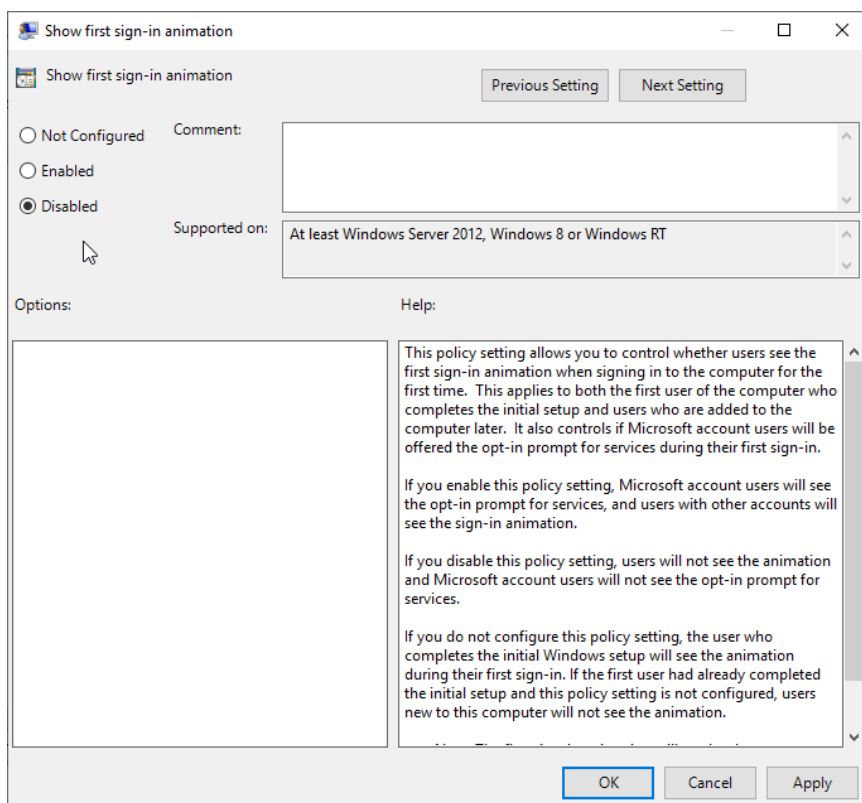 Show first sign-in animation
Show first sign-in animation
Previous Setting
Next Setting
Not Configured
Comment:
Enabled
Disabled
Supported on:
At least Windows Server 2012, Windows 8 or Windows RT
Options:
Help:
This policy setting allows you to control whether users see the
first sign-in animation when signing in to the computer for the
first time.  This applies to both the first user of the computer who
completes the initial setup and users who are added to the
computer later.  It also controls if Microsoft account users will be
offered the opt-in prompt for services during their first sign-in.
If you enable this policy setting, Microsoft account users will see
the opt-in prompt for services, and users with other accounts will
see the sign-in animation.
If you disable this policy setting, users will not see the animation
and Microsoft account users will not see the opt-in prompt for
services.
If you do not configure this policy setting, the user who
completes the initial Windows setup will see the animation
during their first sign-in. If the first user had already completed
the initial setup and this policy setting is not configured, users
new to this computer will not see the animation.
OK
Cancel
Apply